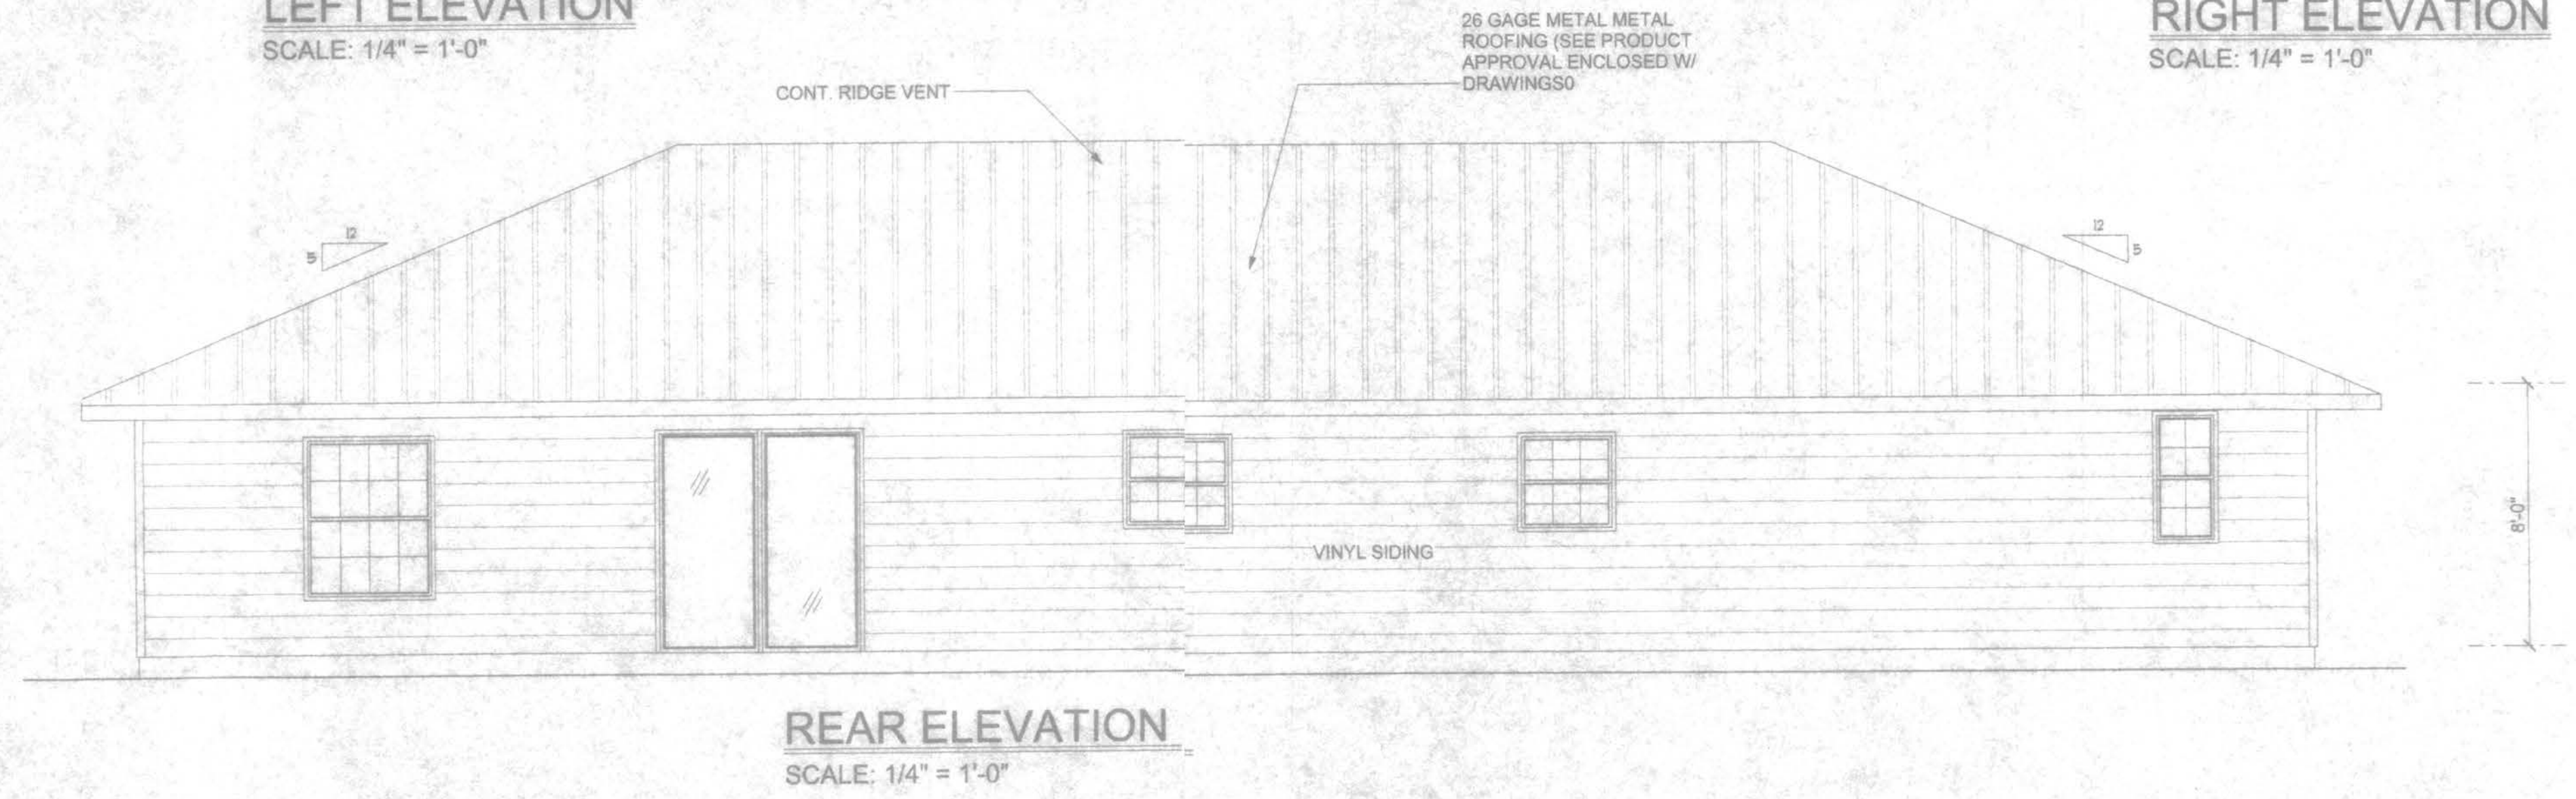 LEFT ELEVATION
SCALE: 1/4" = 1'-0"
26 GAGE METAL METAL
ROOFING (SEE PRODUCT
APPROVAL ENCLOSED W/
DRAWINGS0
RIGHT ELEVATION
SCALE: 1/4" = 1'-0"
CONT. RIDGE VENT
12
5
12
5
8'-0"
VINYL SIDING
REAR ELEVATION
SCALE: 1/4" = 1'-0"